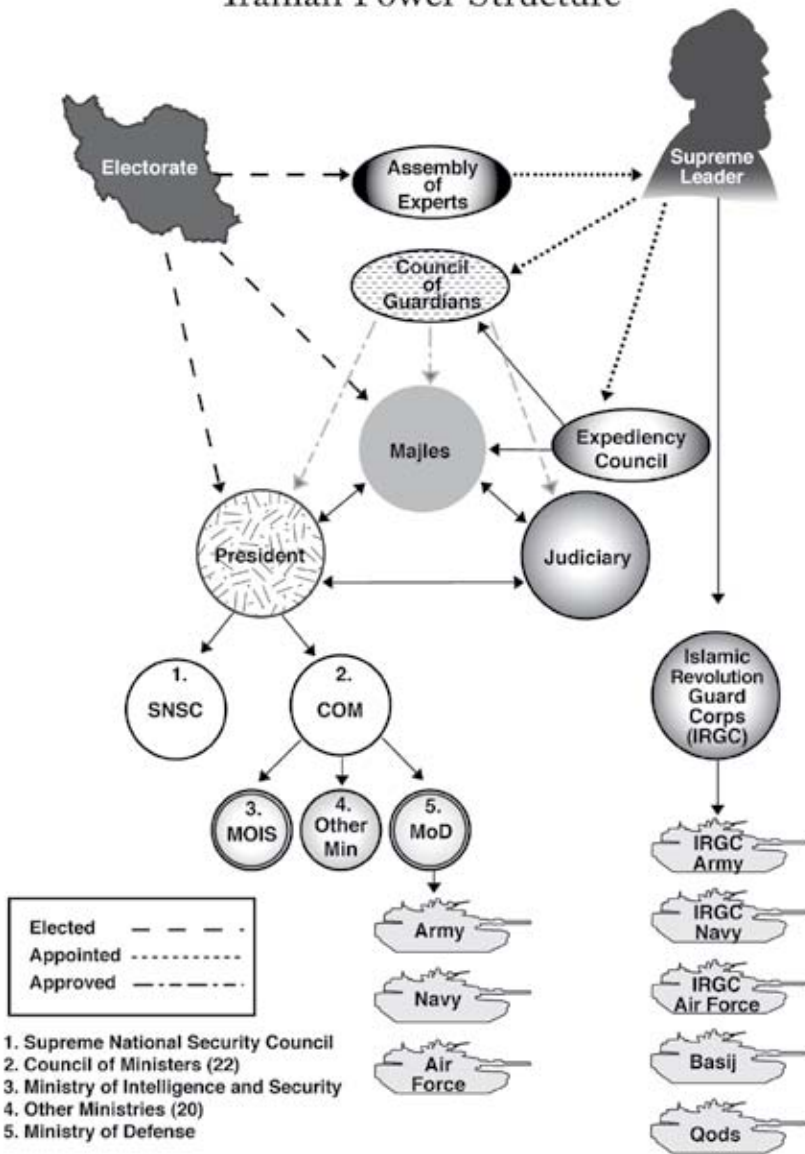 Iranian Power Structure
Electorate
Assembly
of
Experts
Supreme
Leader
Council
of
Guardians
Majles
Expediency
Council
President
Judiciary
1.
SNSC
2.
COM
Islamic
Revolution
Guard
Corps
(IRGC)
3.
MOIS
4.
Other
Min
5.
MoD
IRGC
Army
Army
IRGC
Navy
Navy
IRGC
Air Force
Air
Force
Basij
Qods
Elected
Appointed
Approved
1. Supreme National Security Council
2. Council of Ministers (22)
3. Ministry of Intelligence and Security
4. Other Ministries (20)
5. Ministry of Defense